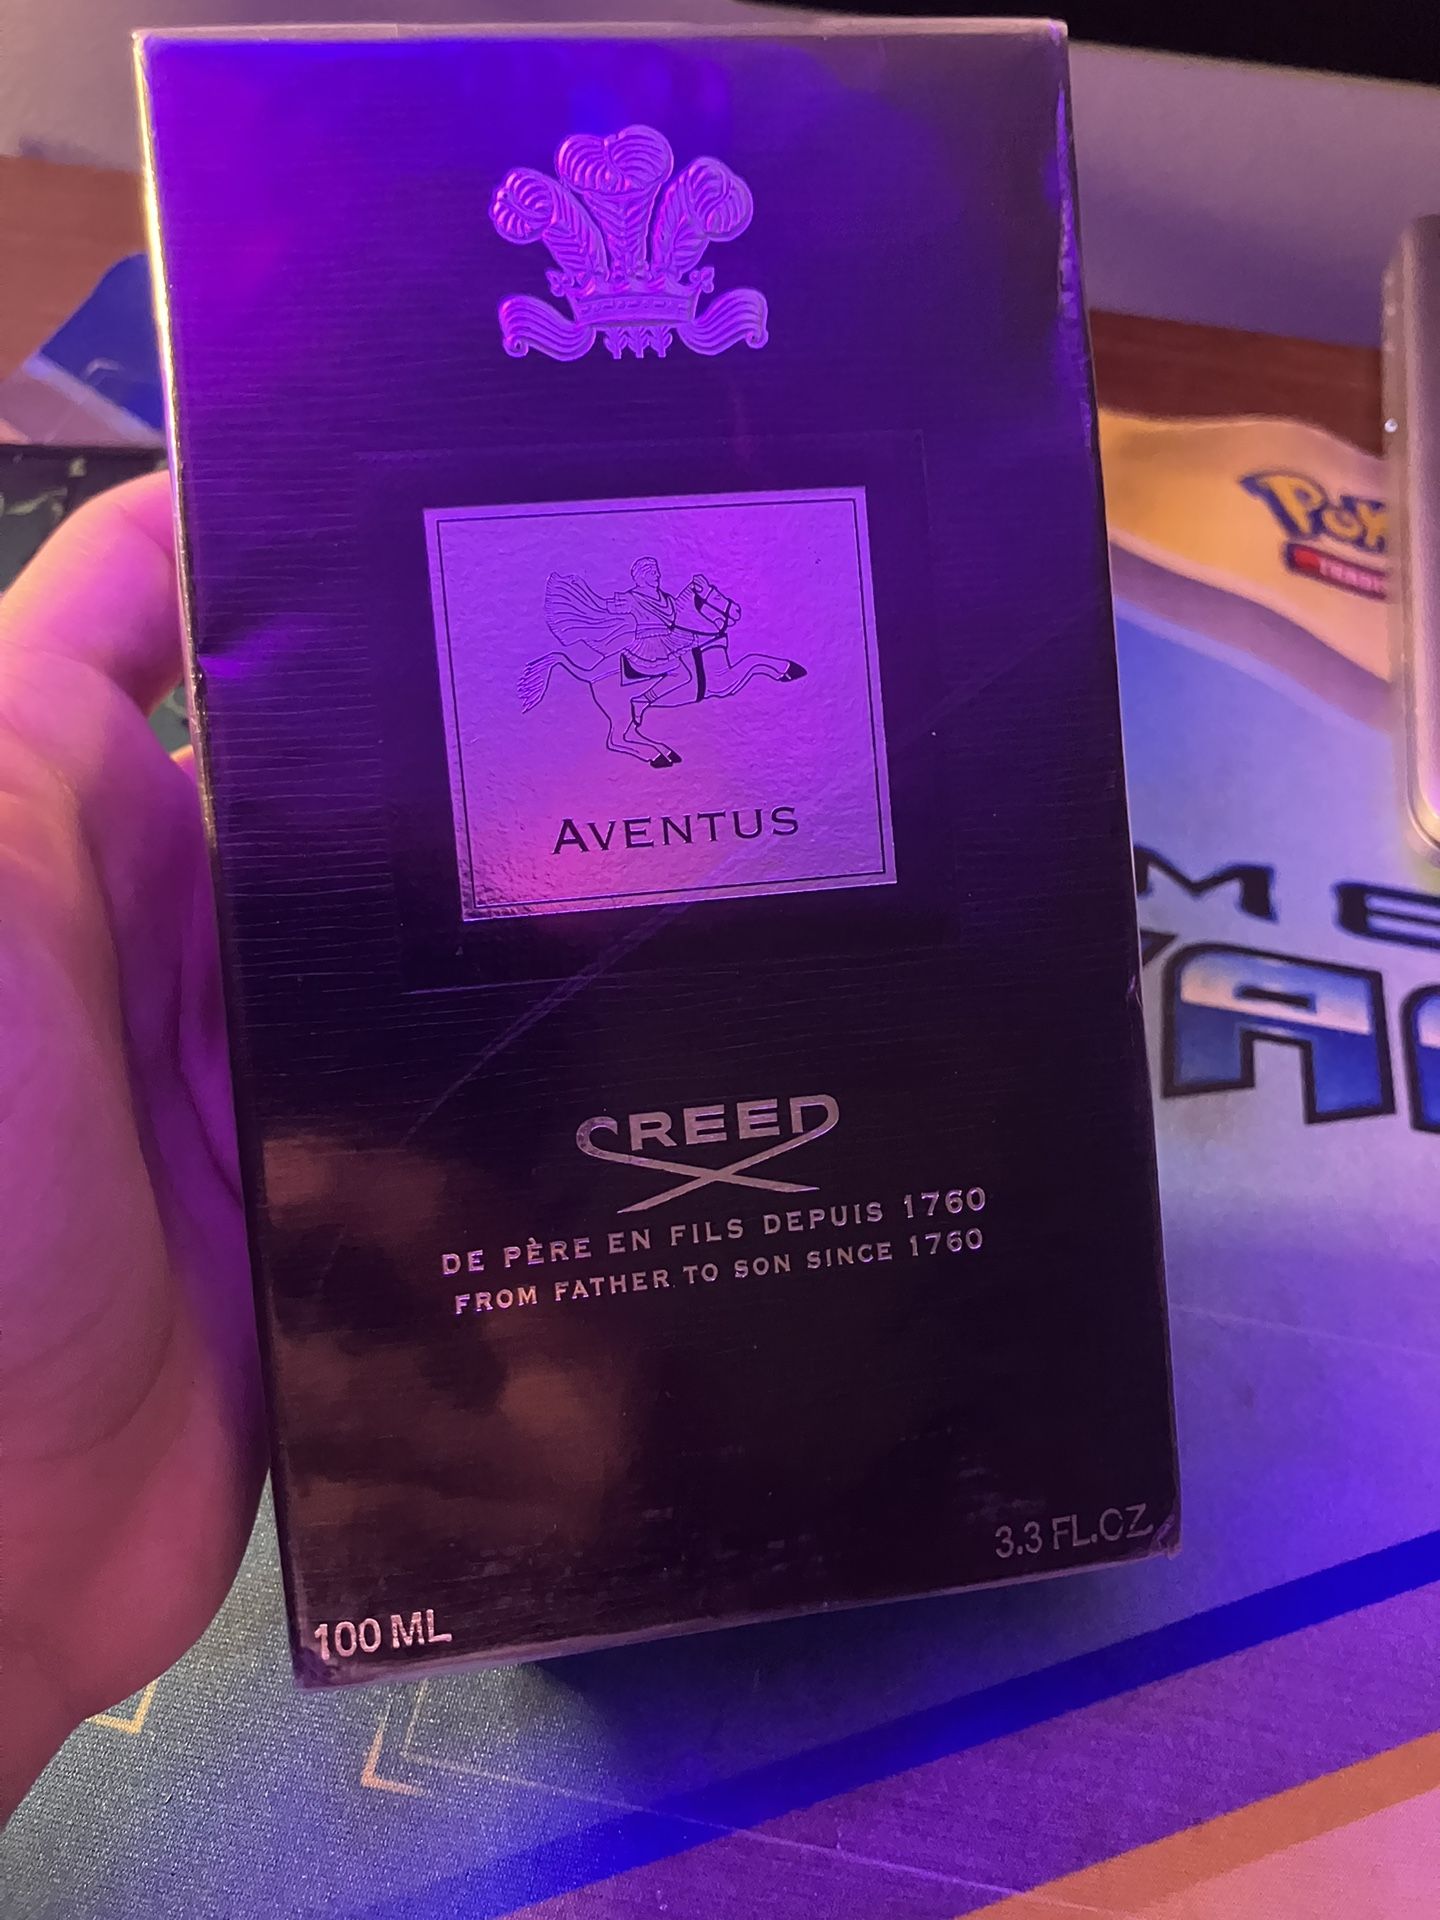 AVENTUS
CREED
DE PÈRE EN FILS DEPUIS 1760
FROM FATHER TO SON SINCE 1760
3.3 FL.OZ
100 ML